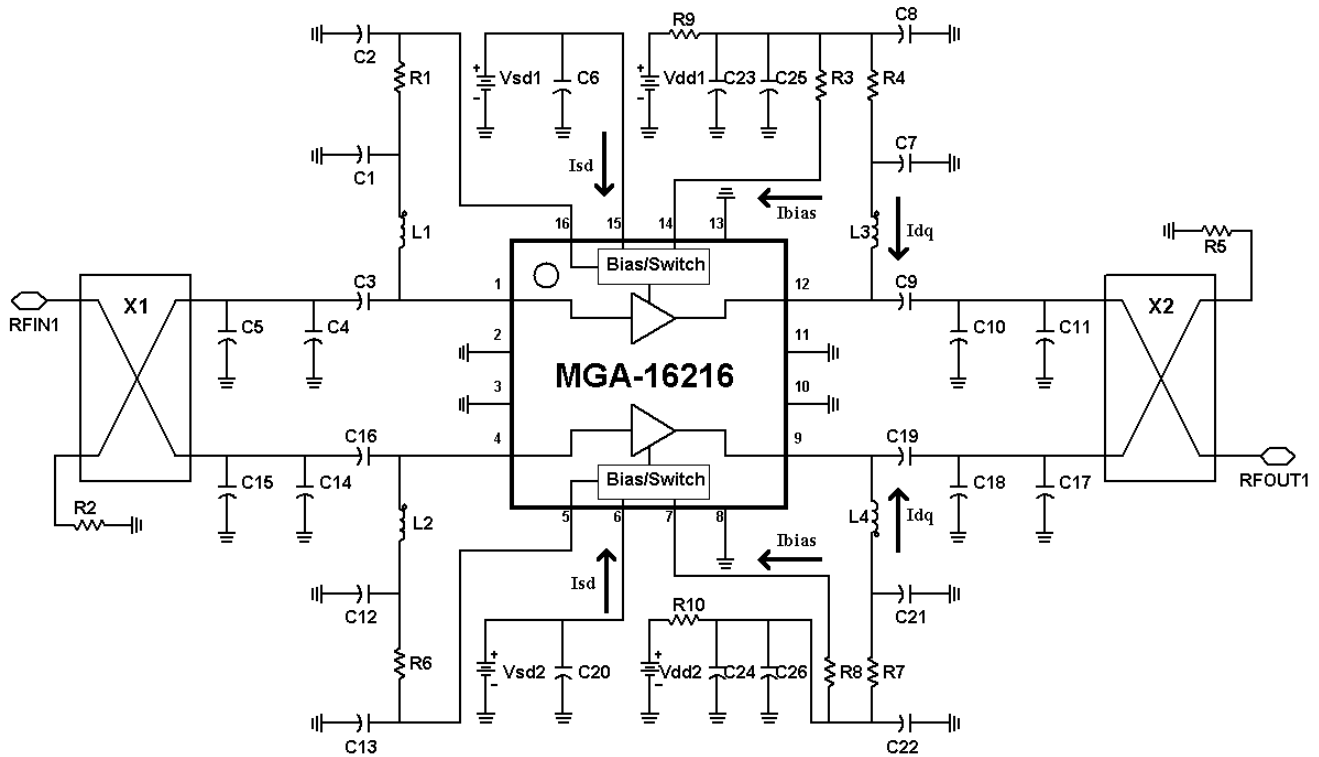 C2
R1
Vsd1
C6
R9
Vdd1
C23
C25
R3
R4
C8
C1
Isd
C7
16
15
14
13
Ibias
L1
L3
Idq
R5
Bias/Switch
C3
1
12
C9
X1
X2
RFIN1
C5
C4
C10
C11
2
11
MGA-16216
3
10
C16
4
9
C19
C15
C14
Bias/Switch
C18
C17
RFOUT1
R2
L2
5
6
7
8
L4
Idq
Ibias
Isd
C12
C21
R10
R6
Vsd2
C20
Vdd2
C24
C26
R8
R7
C13
C22